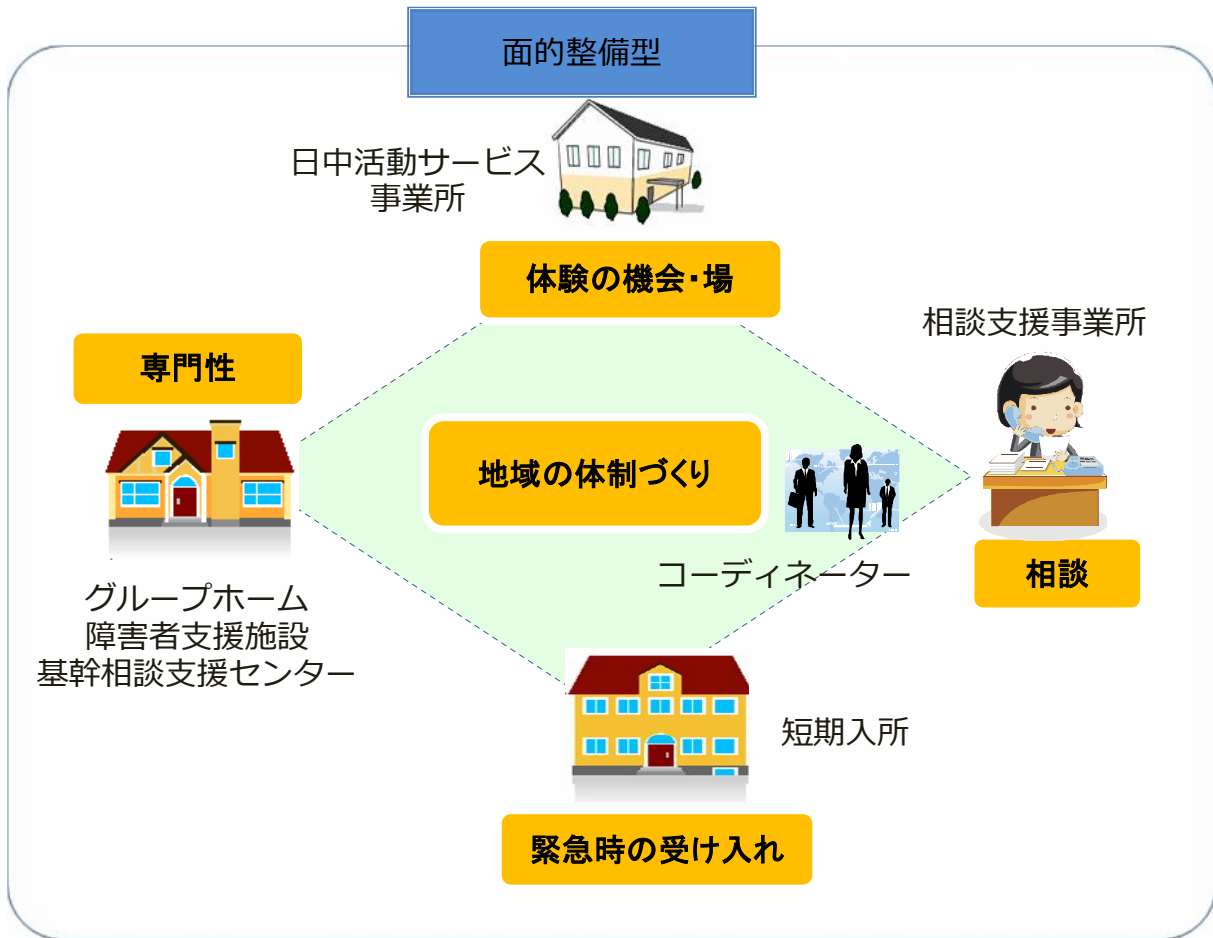 面的整備型
日中活動サービス
事業所
体験の機会・場
相談支援事業所
専門性
地域の体制づくり
コーディネーター
相談
グループホーム
障害者支援施設
基幹相談支援センター
短期入所
緊急時の受け入れ